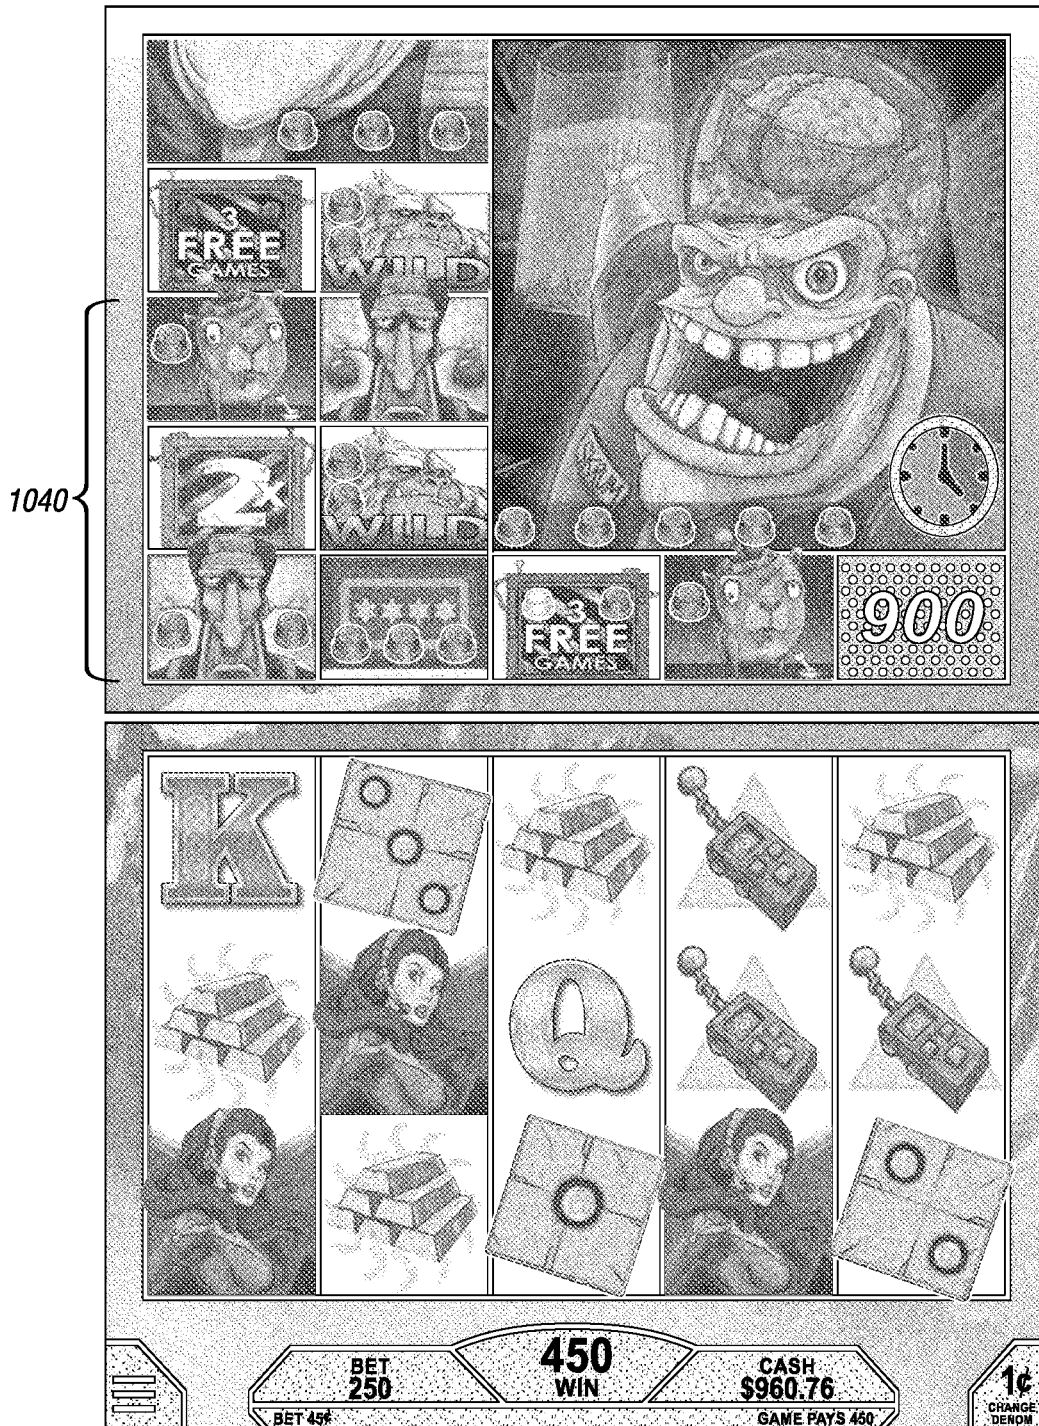 3
FREE
GAMES
WILD
1040
2x
WILD
3
FREE
GAMES
900
K
Q
450
WIN
BET
250
CASH
$960.76
1¢
CHANGE
DENOM
BET 45¢
GAME PAYS 450